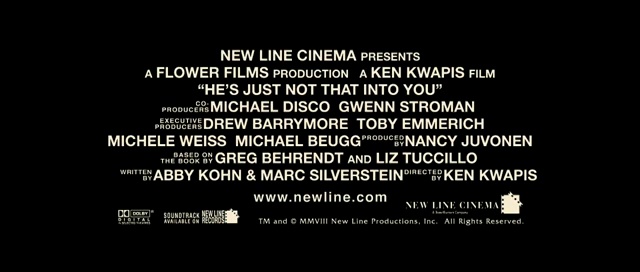 NEW LINE CINEMA PRESENTS
A FLOWER FILMS PRODUCTION A KEN KWAPIS FILM
“HE'S JUST NOT THAT INTO YOU”
CO-PRODUCERS MICHAEL DISCO GWENN STROMAN
EXECUTIVE PRODUCERS DREW BARRYMORE TOBY EMMERICH
MICHELE WEISS MICHAEL BEUGG PRODUCED BY NANCY JUVONEN
BASED ON THE BOOK BY GREG BEHRENDT AND LIZ TUCCILLO
WRITTEN BY ABBY KOHN & MARC SILVERSTEIN DIRECTED BY KEN KWAPIS
www.newline.com
NEW LINE CINEMA
DOLBY DIGITAL
SOUNDTRACK AVAILABLE ON NEW LINE RECORDS
TM and © MMVIII New Line Productions, Inc. All Rights Reserved.